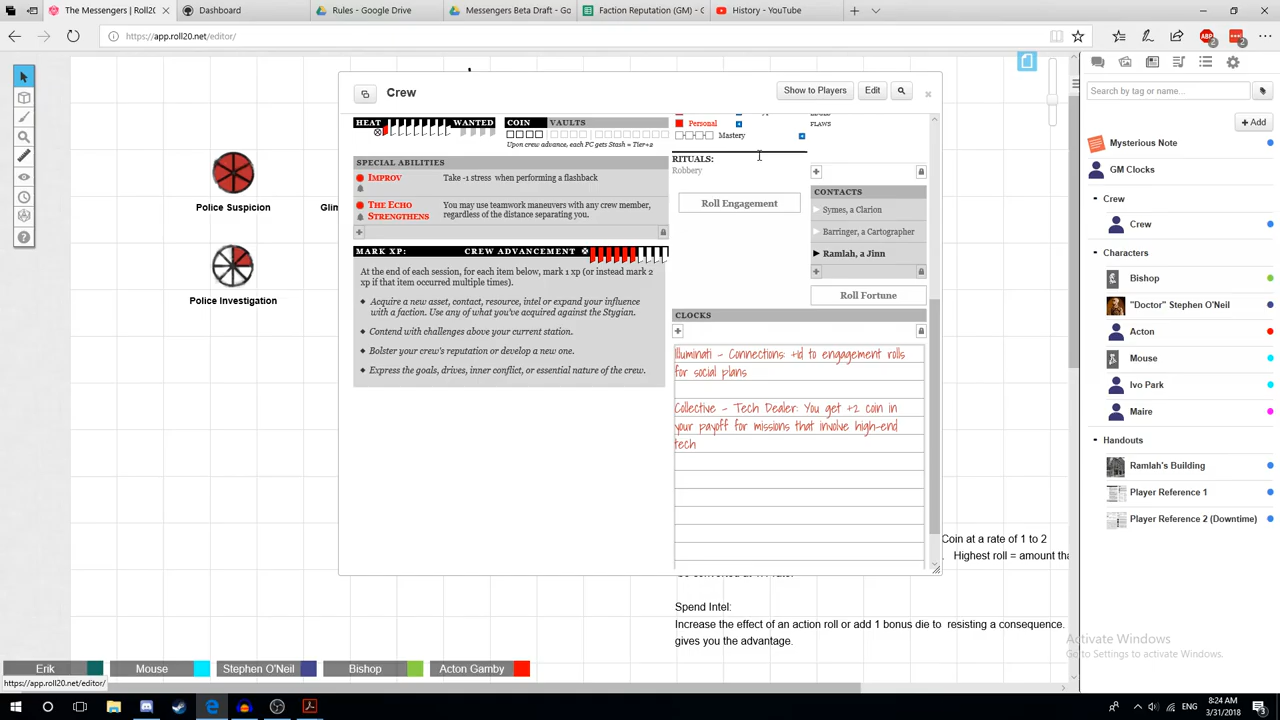 The Messengers | Roll20
Dashboard
Rules - Google Drive
Messengers Beta Draft - Go
Faction Reputation (GM) - G
History - YouTube
https://app.roll20.net/editor/
Crew
Show to Players
Edit
HEAT
WANTED
COIN
VAULTS
Upon crew advance, each PC gets Stash = Tier+2
Personal
FLAWS
Mastery
SPECIAL ABILITIES
IMPROV
Take -1 stress when performing a flashback
THE ECHO
STRENGTHENS
You may use teamwork maneuvers with any crew member,
regardless of the distance separating you.
RITUALS:
Robbery
Roll Engagement
CONTACTS
Symes, a Clarion
Barringer, a Cartographer
Ramlah, a Jinn
Roll Fortune
MARK XP:
CREW ADVANCEMENT
At the end of each session, for each item below, mark 1 xp (or instead mark 2
xp if that item occurred multiple times).
Acquire a new asset, contact, resource, intel or expand your influence
with a faction. Use any of what you've acquired against the Stygian.
Contend with challenges above your current station.
Bolster your crew's reputation or develop a new one.
Express the goals, drives, inner conflict, or essential nature of the crew.
CLOCKS
Illuminati - Connections: +1d to engagement rolls
for social plans
Collective - Tech Dealer: You get +2 coin in
your payoff for missions that involve high-end
tech
Police Suspicion
Police Investigation
Coin at a rate of 1 to 2
Highest roll = amount tha
Spend Intel:
Increase the effect of an action roll or add 1 bonus die to resisting a consequence.
gives you the advantage.
Search by tag or name...
Add
Mysterious Note
GM Clocks
Crew
Crew
Characters
Bishop
"Doctor" Stephen O'Neil
Acton
Mouse
Ivo Park
Maire
Handouts
Ramlah's Building
Player Reference 1
Player Reference 2 (Downtime)
Activate Windows
Go to Settings to activate Windows.
Erik
Mouse
Stephen O'Neil
Bishop
Acton Gamby
https://app.roll20.net/editor/
8:24 AM
3/31/2018